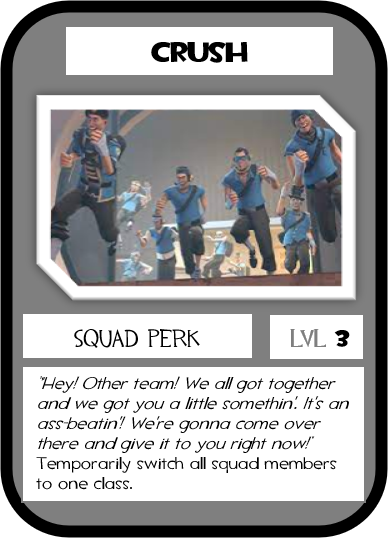 CRUSH
SQUAD PERK
LVL 3
"Hey! Other team! We all got together
and we got you a little somethin'. It's an
ass-beatin'! We're gonna come over
there and give it to you right now!"
Temporarily switch all squad members
to one class.